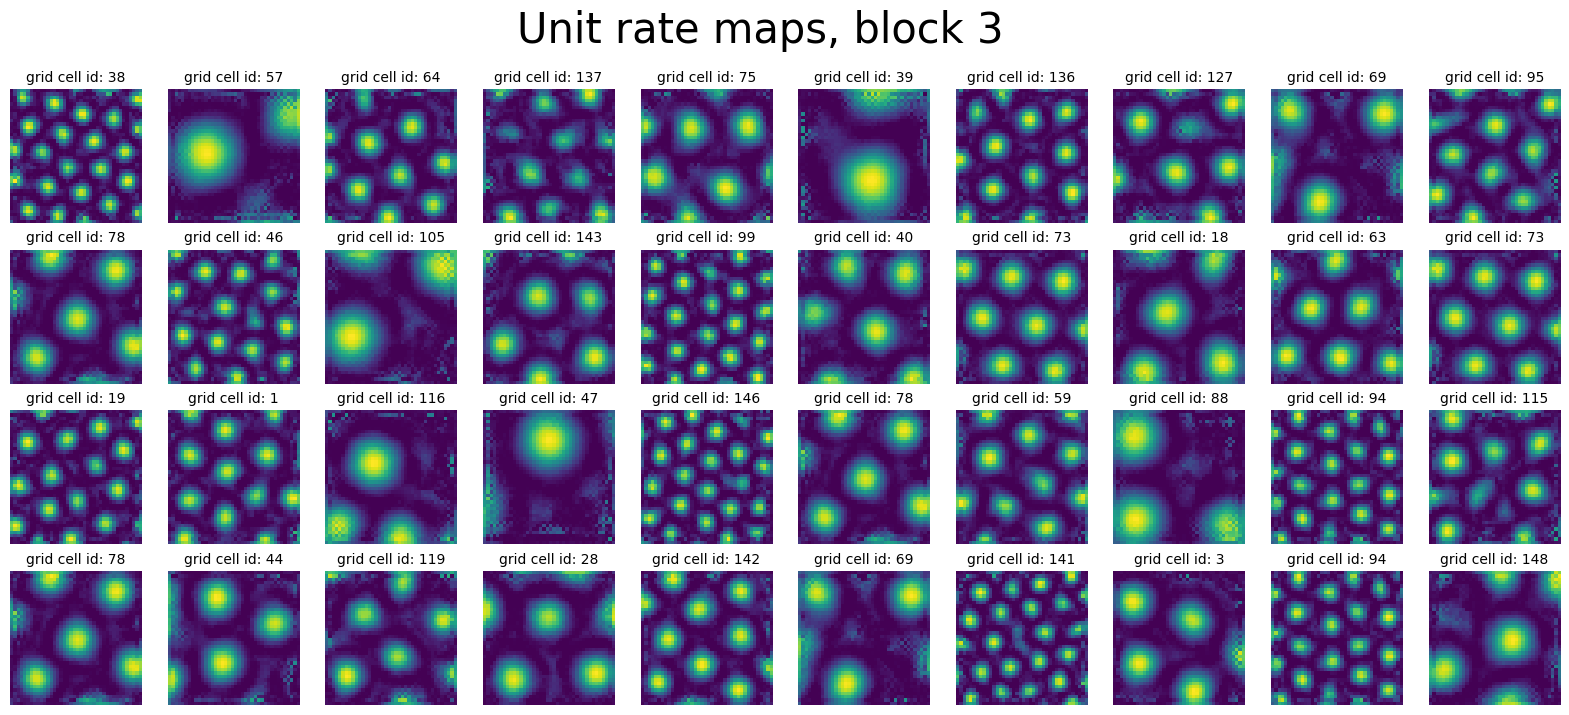 Unit rate maps, block 3
grid cell id: 38 grid cell id: 57 grid cell id: 64 grid cell id: 137 grid cell id: 75 grid cell id: 39 grid cell id: 136 grid cell id: 127 grid cell id: 69 grid cell id: 95
grid cell id: 78 grid cell id: 46 grid cell id: 105 grid cell id: 143 grid cell id: 99 grid cell id: 40 grid cell id: 73 grid cell id: 18 grid cell id: 63 grid cell id: 73
grid cell id: 19 grid cell id: 1 grid cell id: 116 grid cell id: 47 grid cell id: 146 grid cell id: 78 grid cell id: 59 grid cell id: 88 grid cell id: 94 grid cell id: 115
grid cell id: 78 grid cell id: 44 grid cell id: 119 grid cell id: 28 grid cell id: 142 grid cell id: 69 grid cell id: 141 grid cell id: 3 grid cell id: 94 grid cell id: 148